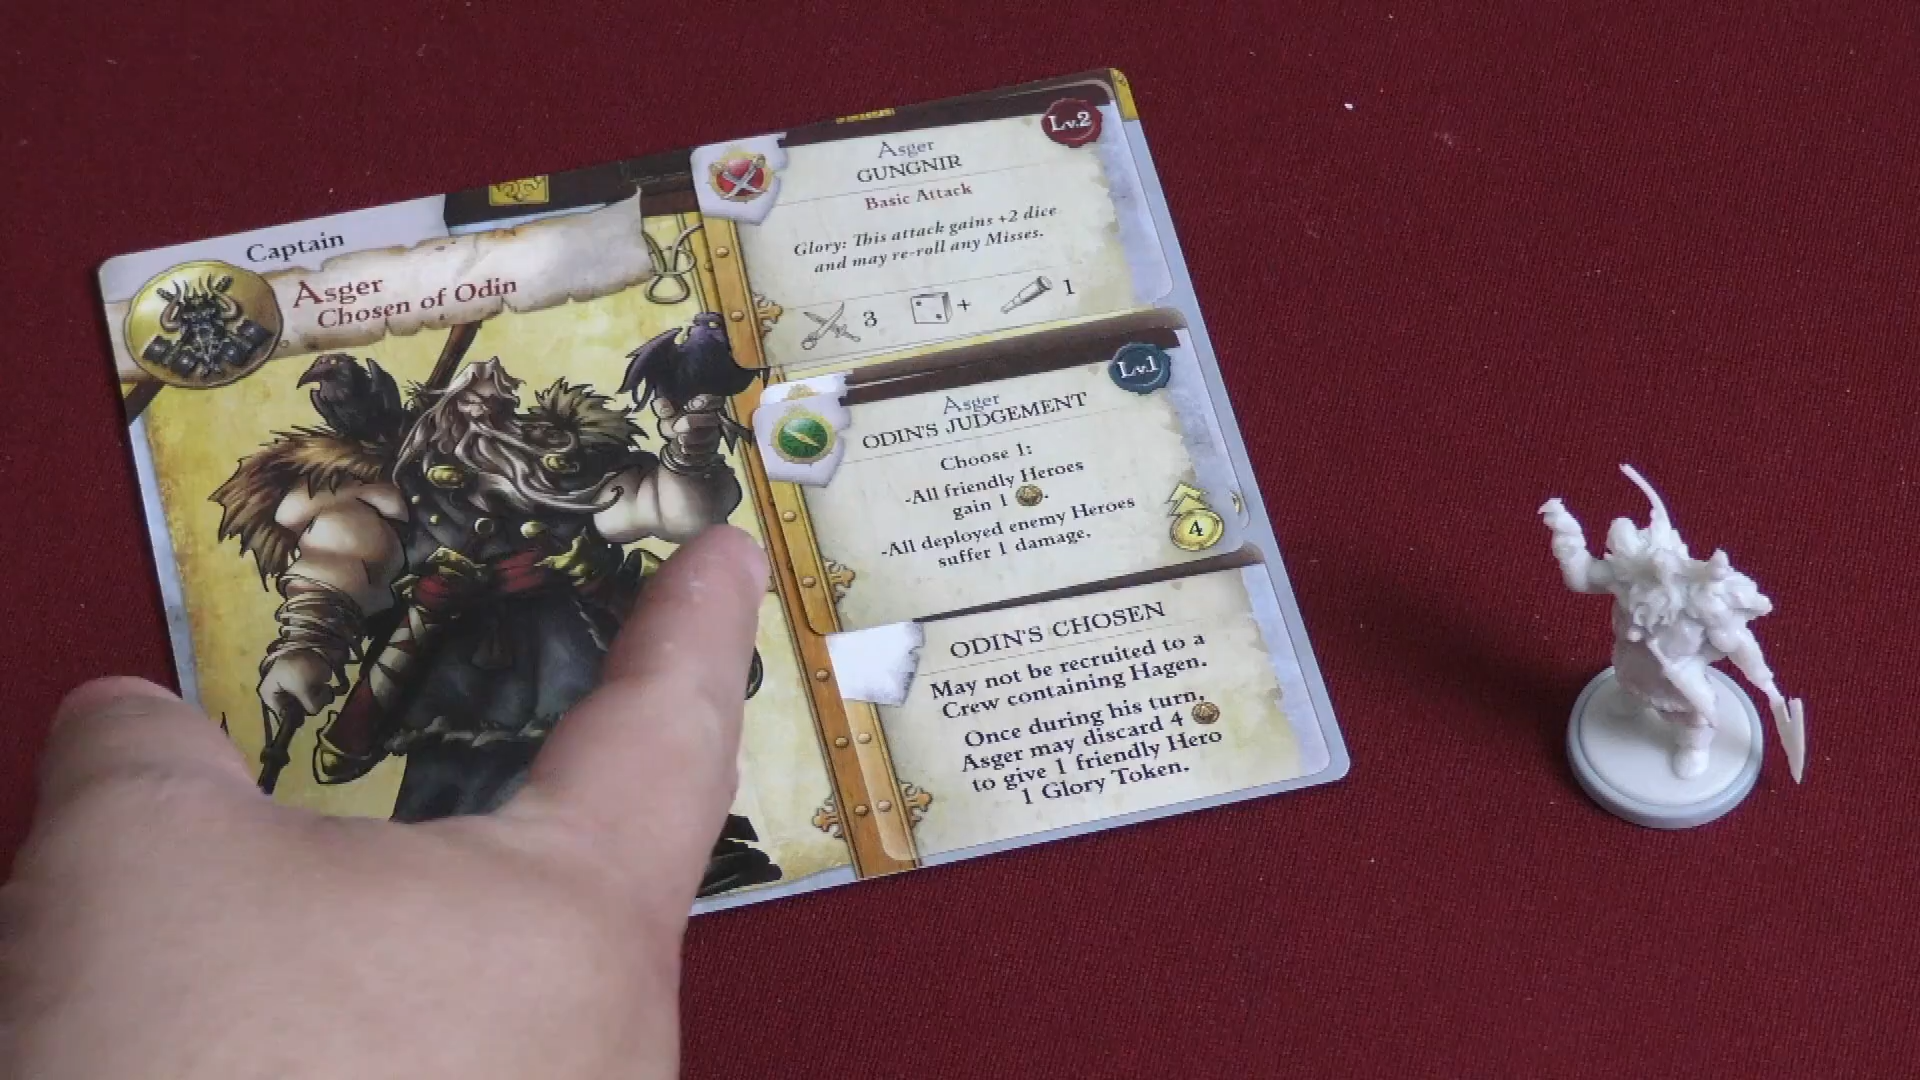 Captain
Asger
Chosen of Odin
Lv.2
Asger
GUNGNIR
Basic Attack
Glory: This attack gains +2 dice
and may re-roll any Misses.
3 + 1
Lv.1
Asger
ODIN'S JUDGEMENT
Choose 1:
-All friendly Heroes
gain 1 .
-All deployed enemy Heroes
suffer 1 damage.
4
ODIN'S CHOSEN
May not be recruited to a
Crew containing Hagen.
Once during his turn,
Asger may discard 4
to give 1 friendly Hero
1 Glory Token.